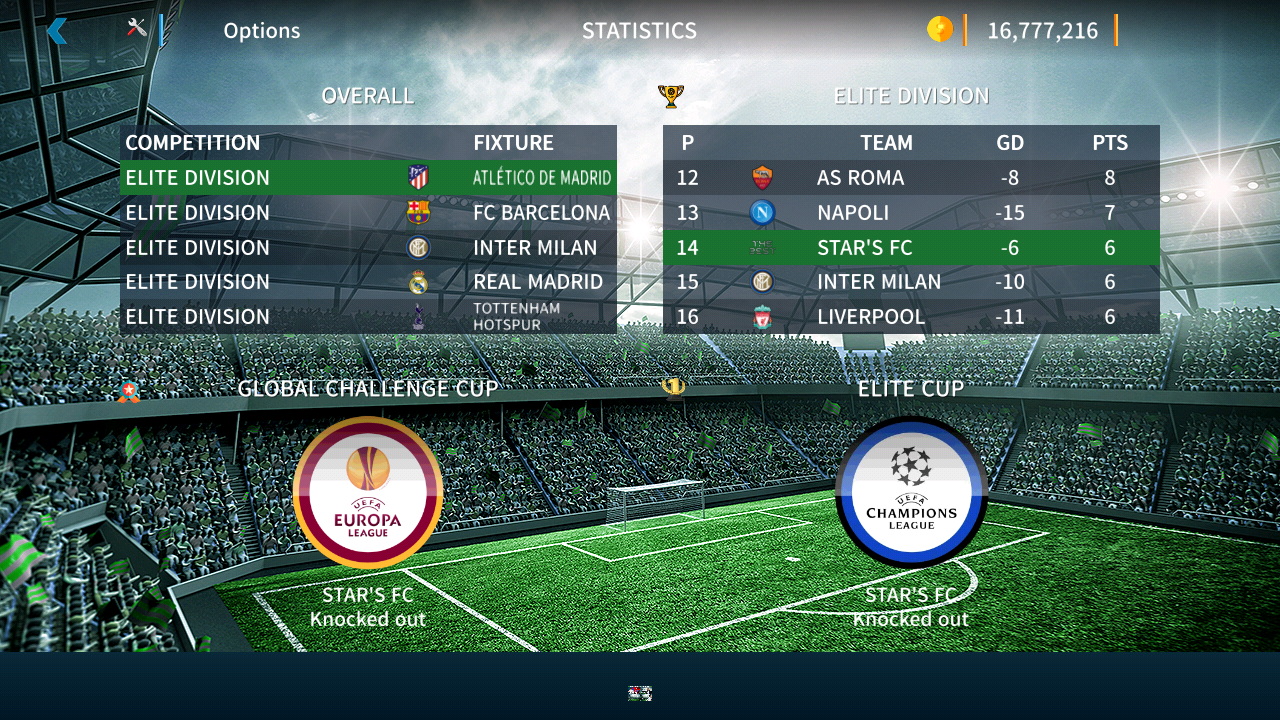 Options
STATISTICS
16,777,216
OVERALL
ELITE DIVISION
COMPETITION FIXTURE
ELITE DIVISION ATLÉTICO DE MADRID
ELITE DIVISION FC BARCELONA
ELITE DIVISION INTER MILAN
ELITE DIVISION REAL MADRID
ELITE DIVISION TOTTENHAM
HOTSPUR
P TEAM GD PTS
12 AS ROMA -8 8
13 N NAPOLI -15 7
14 THE BEST STAR'S FC -6 6
15 INTER MILAN -10 6
16 LIVERPOOL -11 6
GLOBAL CHALLENGE CUP
1
ELITE CUP
UEFA
EUROPA
LEAGUE
STAR'S FC
Knocked out
UEFA
CHAMPIONS
LEAGUE
STAR'S FC
Knocked out